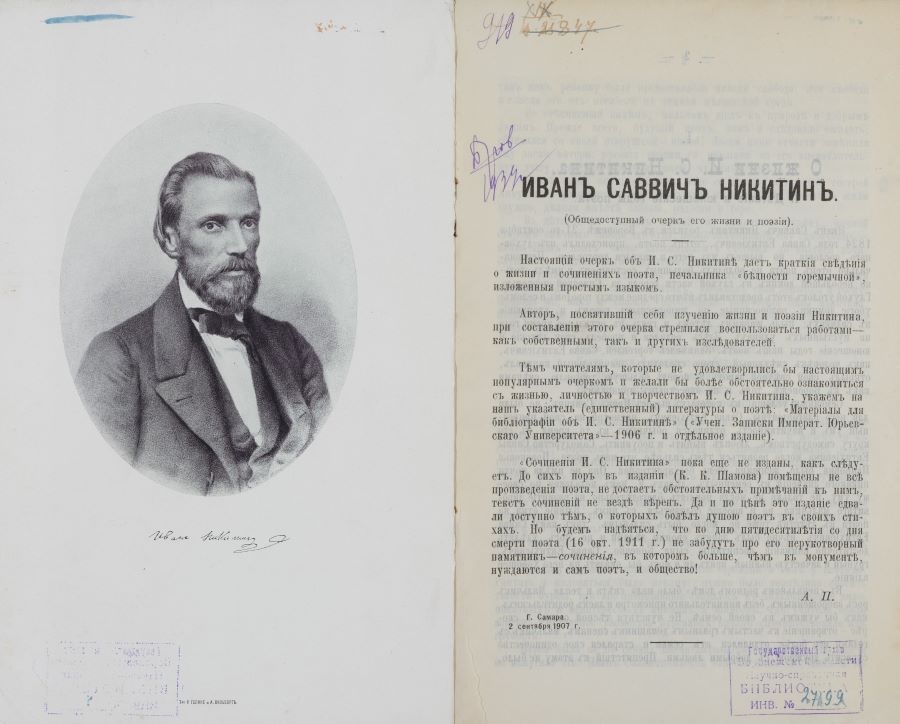 Иванъ Никитинъ
Тов. Р. Голике и А. Вильборгъ
919
XIX
ИВАНЪ САВВИЧЪ НИКИТИНЪ.
(Общедоступный очеркъ его жизни и поэзіи).
Настоящій очеркъ объ И. С. Никитинѣ даетъ краткія свѣдѣнія
о жизни и сочиненіяхъ поэта, печальника «бѣдности горемычной»,
изложенныя простымъ языкомъ.
Авторъ, посвятившій себя изученію жизни и поэзіи Никитина,
при составленіи этого очерка стремился воспользоваться работами—
какъ собственными, такъ и другихъ изслѣдователей.
Тѣмъ читателямъ, которые не удовлетворились бы настоящимъ
популярнымъ очеркомъ и желали бы болѣе обстоятельно ознакомиться
съ жизнью, личностью и творчествомъ И. С. Никитина, укажемъ на
нашъ указатель (единственный) литературы о поэтѣ: «Матеріалы для
библіографіи объ И. С. Никитинѣ» («Учен. Записки Императ. Юрьев-
скаго Университета»—1906 г. и отдѣльное изданіе).
«Сочиненія И. С. Никитина» пока еще не изданы, какъ слѣду-
етъ. До сихъ поръ въ изданіи (К. К. Шамова) помѣщены не всѣ
произведенія поэта, не достаетъ обстоятельныхъ примѣчаній къ нимъ,
текстъ сочиненій не вездѣ вѣренъ. Да и по цѣнѣ это изданіе едва-
ли доступно тѣмъ, о которыхъ болѣлъ душою поэтъ въ своихъ сти-
хахъ. Но будемъ надѣяться, что ко дню пятидесятилѣтія со дня
смерти поэта (16 окт. 1911 г.) не забудутъ про его нерукотворный
памятникъ—сочиненія, въ которомъ больше, чѣмъ въ монументѣ,
нуждаются и самъ поэтъ, и общество!
А. П.
Г. Самара.
2 сентября 1907 г.
БИБЛИО
ИНВ. № 27199